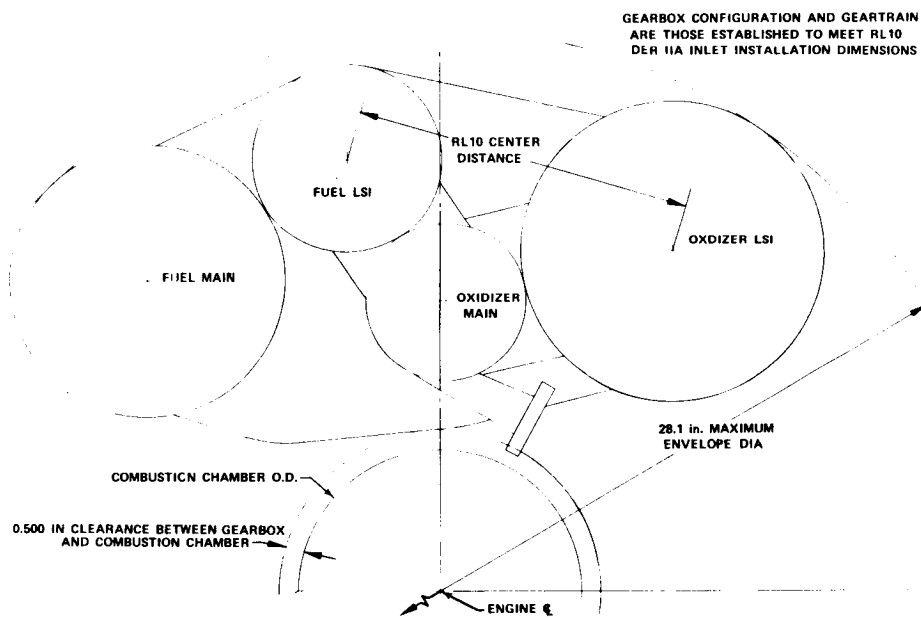 GEARBOX CONFIGURATION AND GEARTRAIN
ARE THOSE ESTABLISHED TO MEET RL10
DER IIA INLET INSTALLATION DIMENSIONS
RL10 CENTER
DISTANCE
FUEL LSI
OXDIZER LSI
FUEL MAIN
OXIDIZER
MAIN
28.1 in. MAXIMUM
ENVELOPE DIA
COMBUSTION CHAMBER O.D.
0.500 IN CLEARANCE BETWEEN GEARBOX
AND COMBUSTION CHAMBER
ENGINE ℄